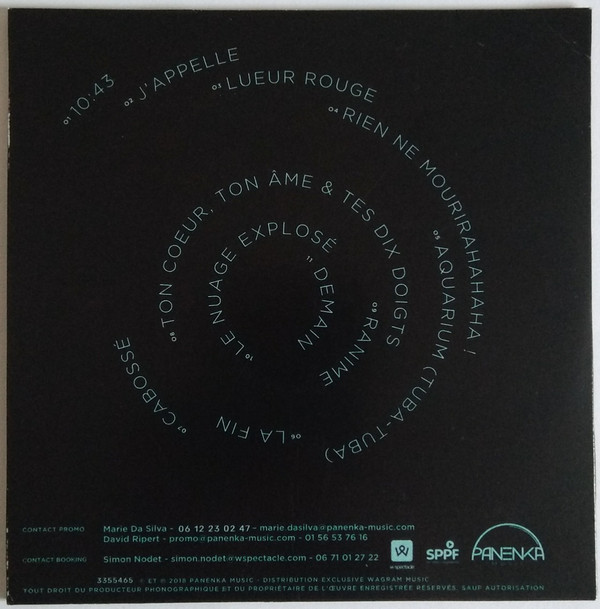 01 10:43
02 J'APPELLE
03 LUEUR ROUGE
04 RIEN NE MOURIRAHAHAHA !
05 AQUARIUM (TUBA-TUBA)
06 LA FIN
07 CABOSSÉ
08 TON COEUR, TON ÂME & TES DIX DOIGTS
09 RANIME
10 LE NUAGE EXPLOSÉ
11 DEMAIN
CONTACT PROMO Marie Da Silva - 06 12 23 02 47 - marie.dasilva@panenka-music.com
David Ripert - promo@panenka-music.com - 01 56 53 76 16
CONTACT BOOKING Simon Nodet - simon.nodet@wspectacle.com - 06 71 01 27 22
W
w spectacle
SPPF
PANENKA
3355465 ℗ ET © 2018 PANENKA MUSIC - DISTRIBUTION EXCLUSIVE WAGRAM MUSIC
TOUT DROIT DU PRODUCTEUR PHONOGRAPHIQUE ET DU PROPRIÉTAIRE DE L'ŒUVRE ENREGISTRÉE RÉSERVÉS, SAUF AUTORISATION